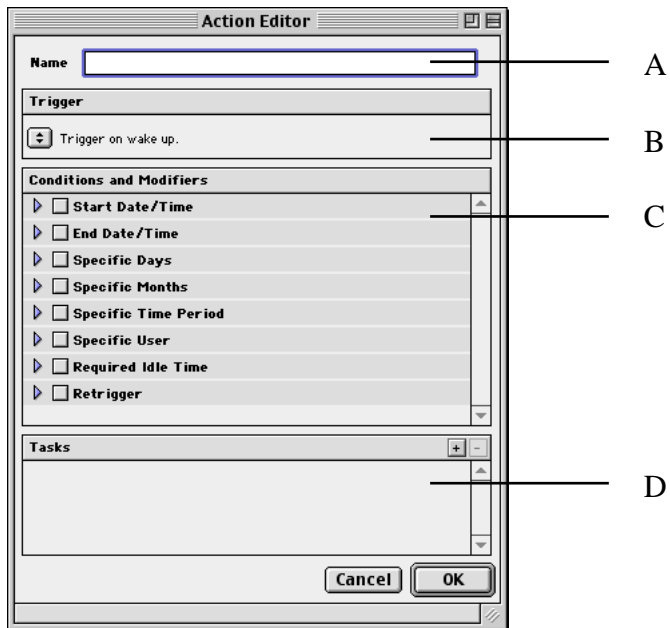 Action Editor
Name
A
Trigger
Trigger on wake up.
B
Conditions and Modifiers
Start Date/Time
C
End Date/Time
Specific Days
Specific Months
Specific Time Period
Specific User
Required Idle Time
Retrigger
Tasks
+ -
D
Cancel OK